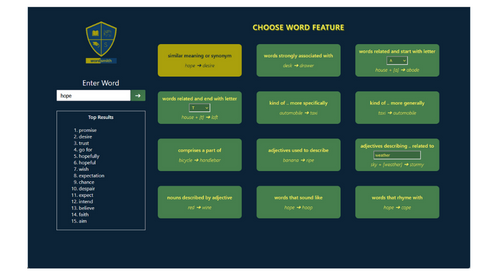 CHOOSE WORD FEATURE
Enter Word
hope
➔
Top Results
1. promise
2. desire
3. trust
4. go for
5. hopefully
6. hopeful
7. wish
8. expectation
9. chance
10. despair
11. expect
12. intend
13. believe
14. faith
15. aim
similar meaning or synonym
hope ➔ desire
words strongly associated with
desk ➔ drawer
words related and start with letter
house + [a] ➔ abode
words related and end with letter
house + [f] ➔ loft
kind of .. more specifically
automobile ➔ taxi
kind of .. more generally
taxi ➔ automobile
comprises a part of
bicycle ➔ handlebar
adjectives used to describe
banana ➔ ripe
adjectives describing .. related to
weather
sky + [weather] ➔ stormy
nouns described by adjective
red ➔ wine
words that sound like
hope ➔ hoop
words that rhyme with
hope ➔ rope